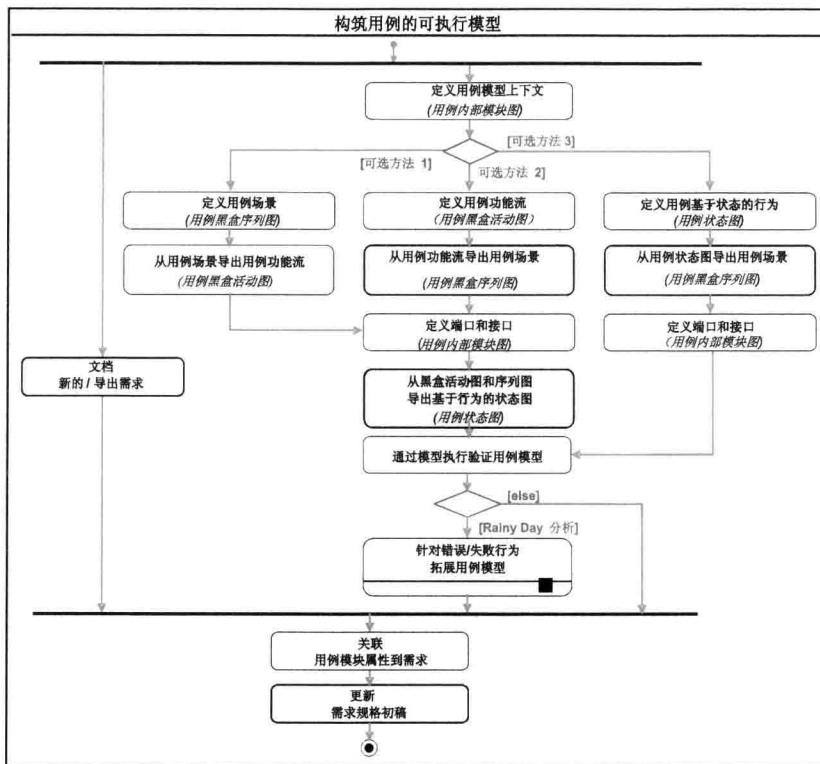 构筑用例的可执行模型
定义用例模型上下文
(用例内部模块图)
[可选方法 1]
可选方法 2]
[可选方法 3]
定义用例场景
(用例黑盒序列图)
从用例场景导出用例功能流
(用例黑盒活动图)
定义用例功能流
(用例黑盒活动图)
从用例功能流导出用例场景
(用例黑盒序列图)
定义用例基于状态的行为
(用例状态图)
从用例状态图导出用例场景
(用例黑盒序列图)
定义端口和接口
(用例内部模块图)
定义端口和接口
(用例内部模块图)
文档
新的 / 导出需求
从黑盒活动图和序列图
导出基于行为的状态图
(用例状态图)
通过模型执行验证用例模型
[else]
[Rainy Day 分析]
针对错误/失败行为
拓展用例模型
关联
用例模块属性到需求
更新
需求规格初稿